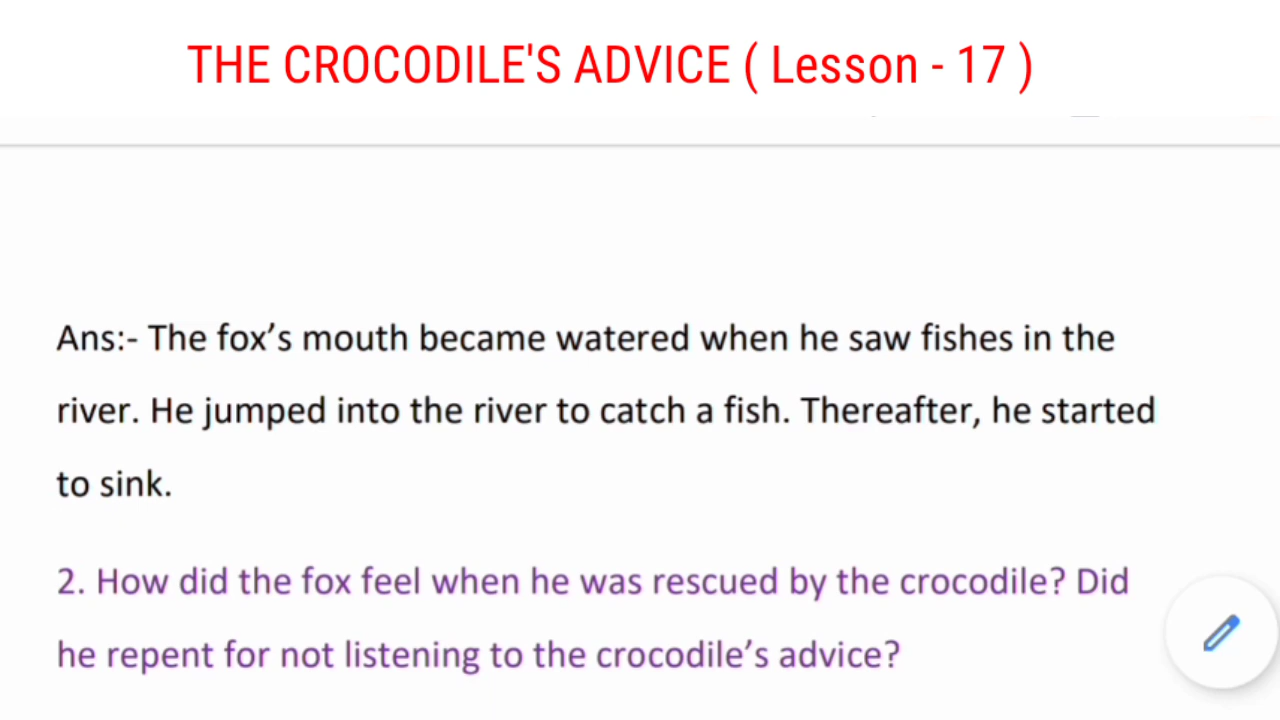 THE CROCODILE'S ADVICE ( Lesson - 17 )
Ans:- The fox’s mouth became watered when he saw fishes in the
river. He jumped into the river to catch a fish. Thereafter, he started
to sink.
2. How did the fox feel when he was rescued by the crocodile? Did
he repent for not listening to the crocodile’s advice?